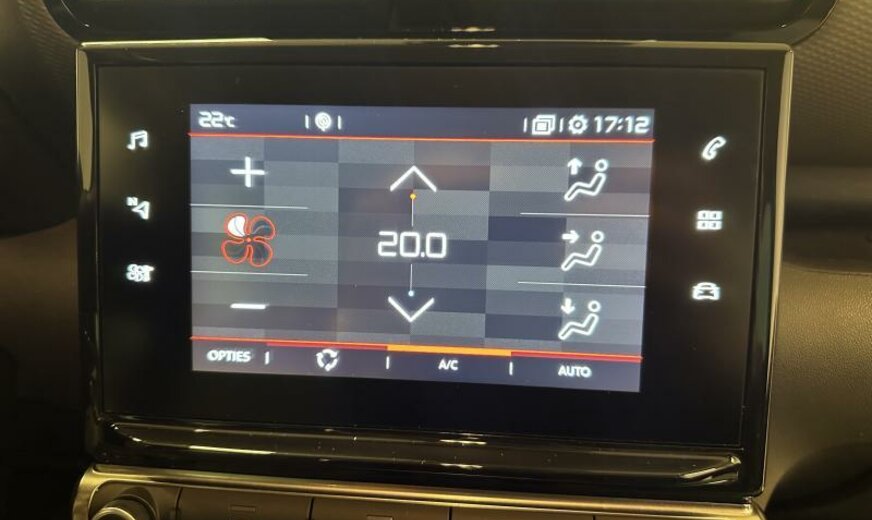 22°C 17:12
N
20.0
OPTIES A/C AUTO